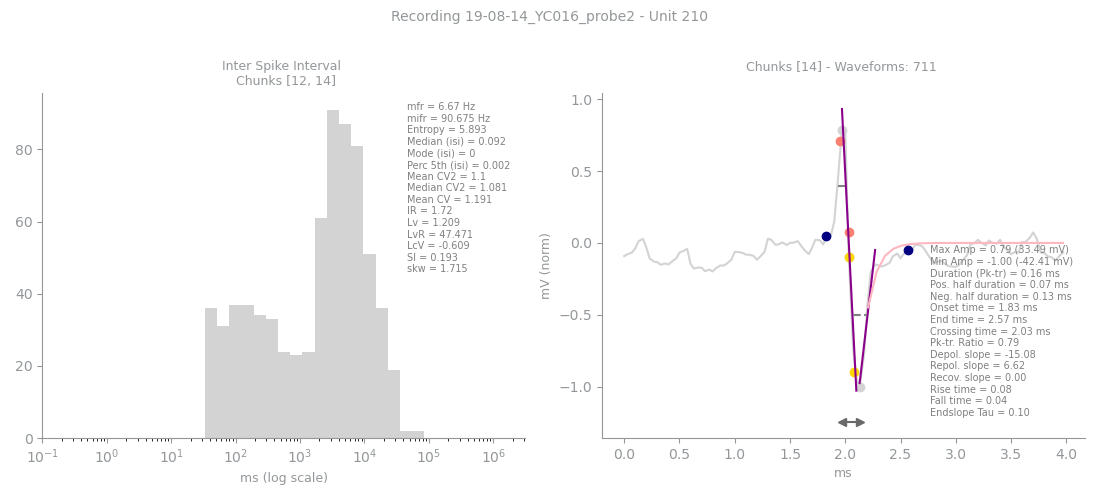 Recording 19-08-14_YC016_probe2 - Unit 210
Inter Spike Interval
Chunks [12, 14]
mfr = 6.67 Hz
mifr = 90.675 Hz
Entropy = 5.893
Median (isi) = 0.092
Mode (isi) = 0
Perc 5th (isi) = 0.002
Mean CV2 = 1.1
Median CV2 = 1.081
Mean CV = 1.191
IR = 1.72
Lv = 1.209
LvR = 47.471
LcV = -0.609
SI = 0.193
skw = 1.715
80
60
40
20
0
10⁻¹ 10⁰ 10¹ 10² 10³ 10⁴ 10⁵ 10⁶
ms (log scale)
Chunks [14] - Waveforms: 711
mV (norm)
1.0
0.5
0.0
−0.5
−1.0
Max Amp = 0.79 (33.49 mV)
Min Amp = -1.00 (-42.41 mV)
Duration (Pk-tr) = 0.16 ms
Pos. half duration = 0.07 ms
Neg. half duration = 0.13 ms
Onset time = 1.83 ms
End time = 2.57 ms
Crossing time = 2.03 ms
Pk-tr. Ratio = 0.79
Depol. slope = -15.08
Repol. slope = 6.62
Recov. slope = 0.00
Rise time = 0.08
Fall time = 0.04
Endslope Tau = 0.10
0.0 0.5 1.0 1.5 2.0 2.5 3.0 3.5 4.0
ms